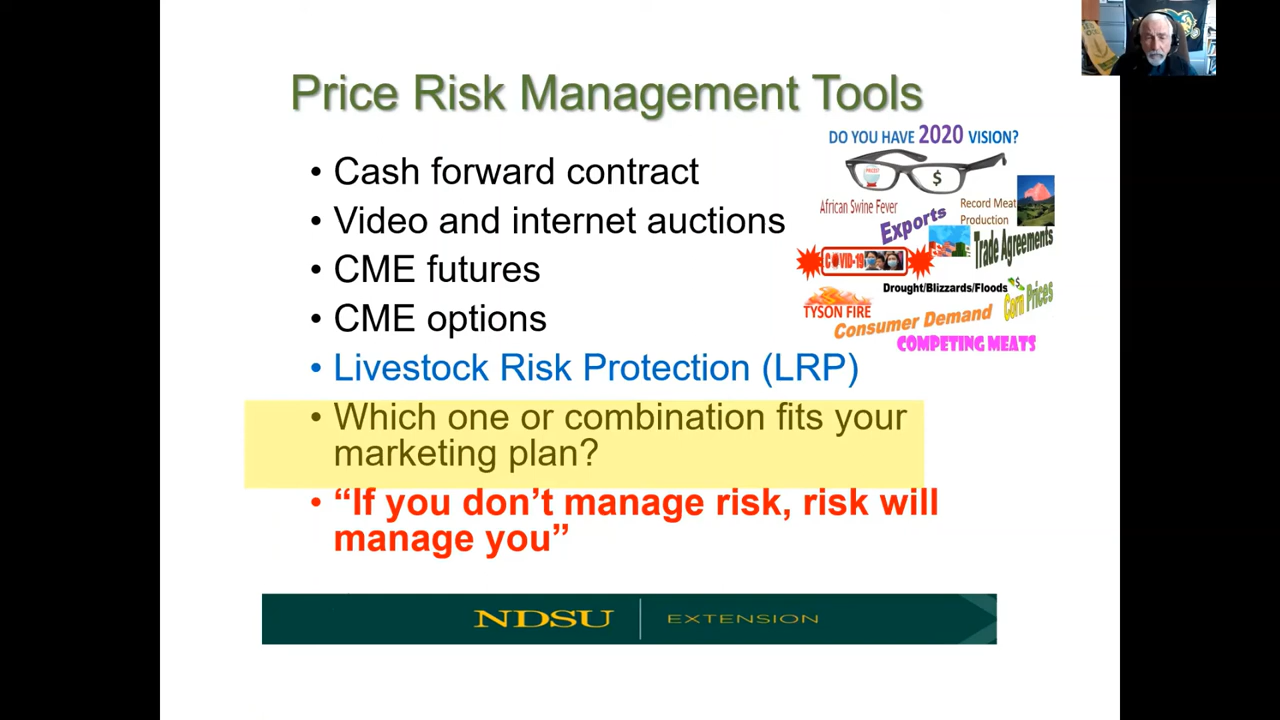 Price Risk Management Tools
DO YOU HAVE 2020 VISION?
$
African Swine Fever
Exports
Record Meat
Production
Trade Agreements
COVID-19
Drought/Blizzards/Floods
$
Corn Prices
TYSON FIRE
Consumer Demand
COMPETING MEATS
• Cash forward contract
• Video and internet auctions
• CME futures
• CME options
• Livestock Risk Protection (LRP)
• Which one or combination fits your
marketing plan?
• “If you don’t manage risk, risk will
manage you”
NDSU | EXTENSION